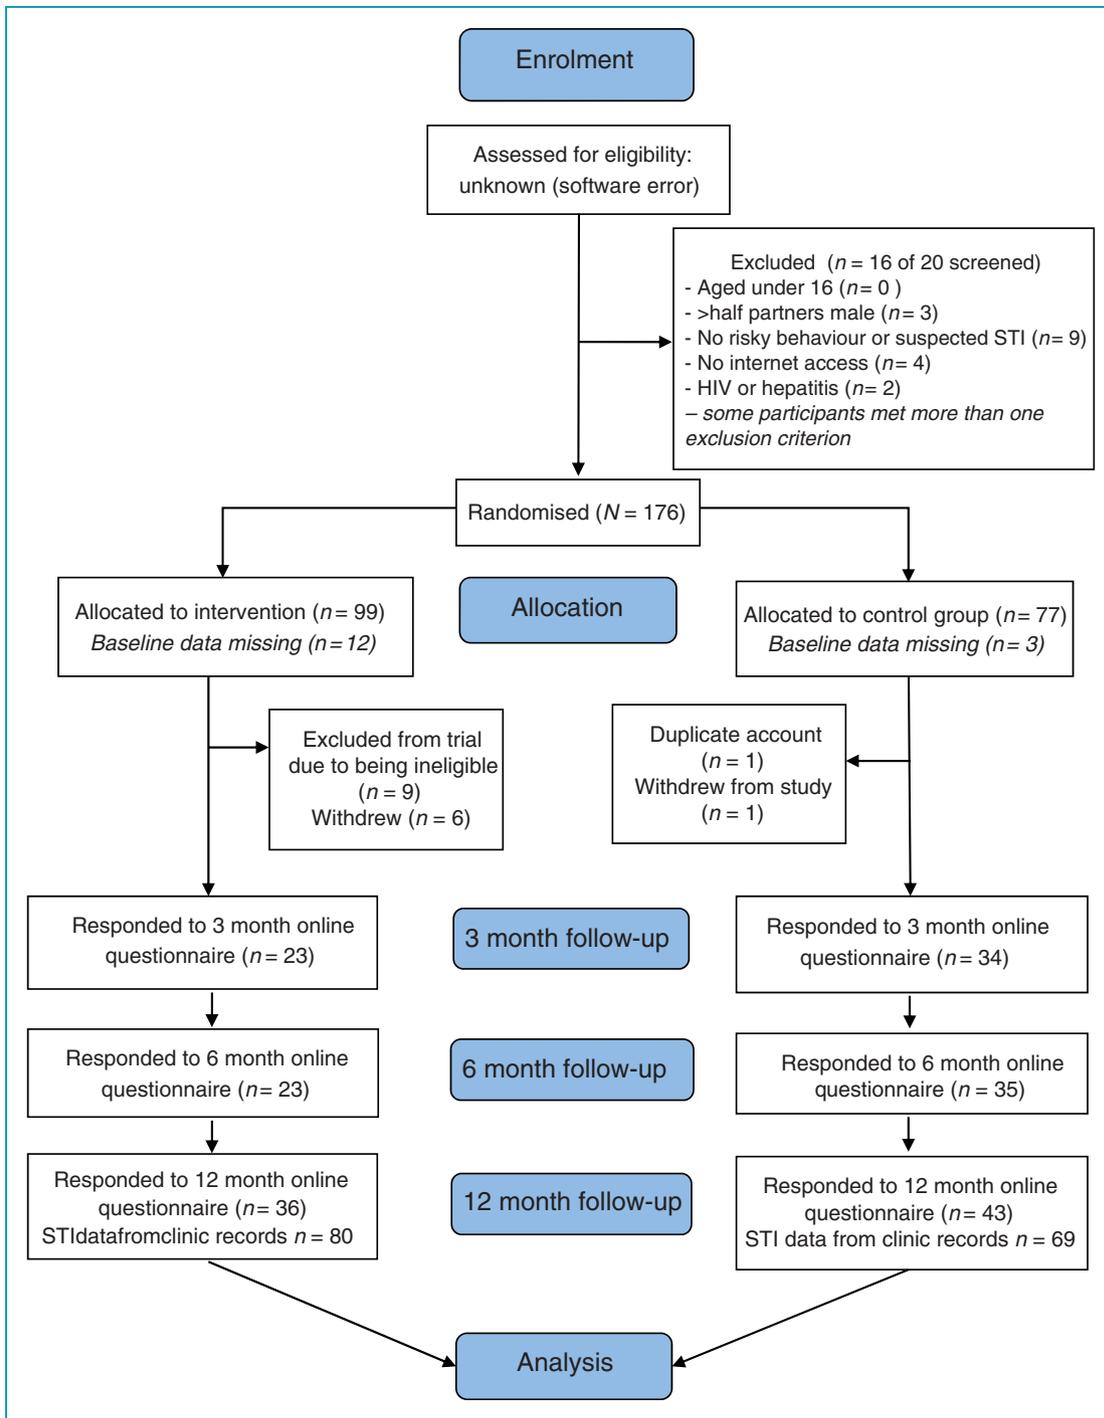 Enrolment
Assessed for eligibility:
unknown (software error)
Excluded (n = 16 of 20 screened)
- Aged under 16 (n= 0 )
- >half partners male (n= 3)
- No risky behaviour or suspected STI (n= 9)
- No internet access (n= 4)
- HIV or hepatitis (n= 2)
– some participants met more than one
exclusion criterion
Randomised (N = 176)
Allocated to intervention (n= 99)
Baseline data missing (n= 12)
Allocation
Allocated to control group (n= 77)
Baseline data missing (n= 3)
Excluded from trial
due to being ineligible
(n = 9)
Withdrew (n = 6)
Duplicate account
(n = 1)
Withdrew from study
(n = 1)
Responded to 3 month online
questionnaire (n= 23)
3 month follow-up
Responded to 3 month online
questionnaire (n= 34)
Responded to 6 month online
questionnaire (n= 23)
6 month follow-up
Responded to 6 month online
questionnaire (n = 35)
Responded to 12 month online
questionnaire (n= 36)
STIdatafromclinic records n = 80
12 month follow-up
Responded to 12 month online
questionnaire (n= 43)
STI data from clinic records n = 69
Analysis